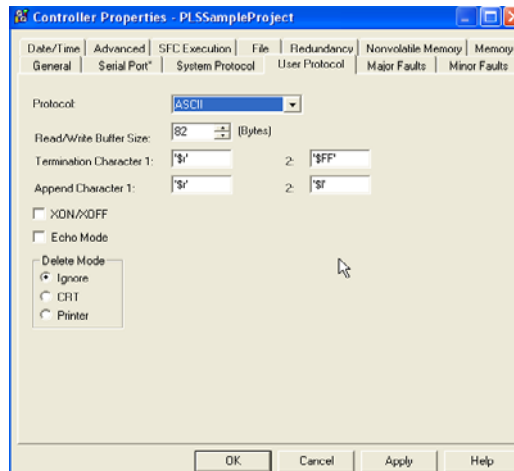 Controller Properties - PLSSampleProject
Date/Time Advanced SFC Execution File Redundancy Nonvolatile Memory Memory
General Serial Port* System Protocol User Protocol Major Faults Minor Faults
Protocol: ASCII
Read/Write Buffer Size: 82 (Bytes)
Termination Character 1: '$r' 2: '$FF'
Append Character 1: '$r' 2: '$l'
XON/XOFF
Echo Mode
Delete Mode
Ignore
CRT
Printer
OK Cancel Apply Help